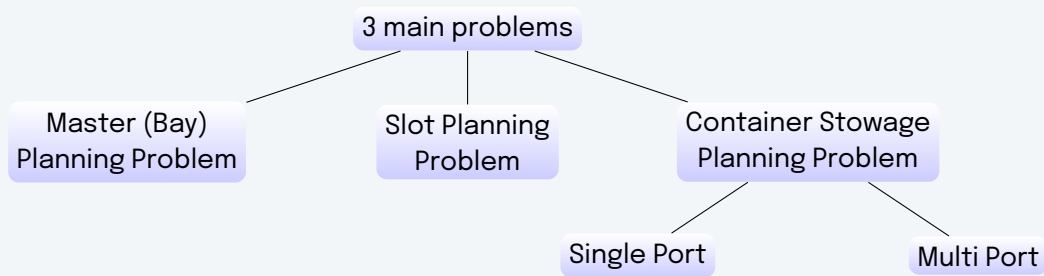 3 main problems
Master (Bay)
Planning Problem
Slot Planning
Problem
Container Stowage
Planning Problem
Single Port
Multi Port